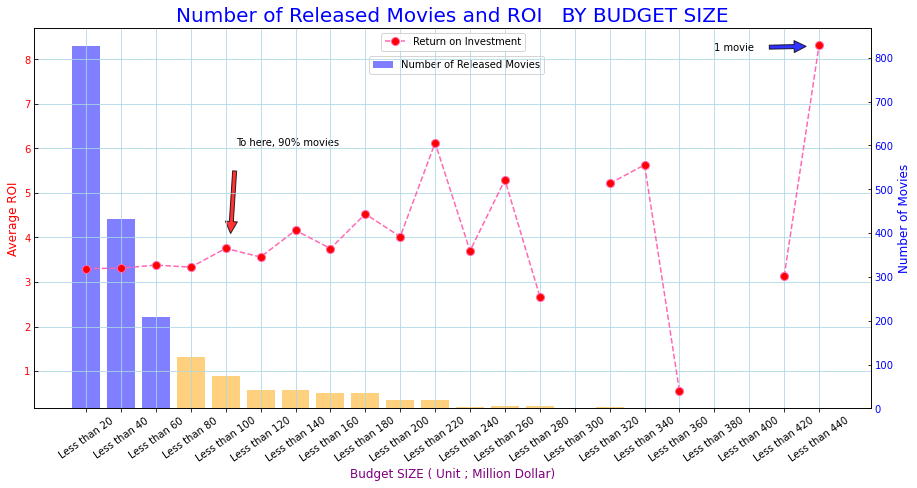 Number of Released Movies and ROI   BY BUDGET SIZE
Return on Investment
Number of Released Movies
1 movie
To here, 90% movies
Average ROI
8
7
6
5
4
3
2
1
Number of Movies
800
700
600
500
400
300
200
100
0
Less than 20
Less than 40
Less than 60
Less than 80
Less than 100
Less than 120
Less than 140
Less than 160
Less than 180
Less than 200
Less than 220
Less than 240
Less than 260
Less than 280
Less than 300
Less than 320
Less than 340
Less than 360
Less than 380
Less than 400
Less than 420
Less than 440
Budget SIZE ( Unit ; Million Dollar)